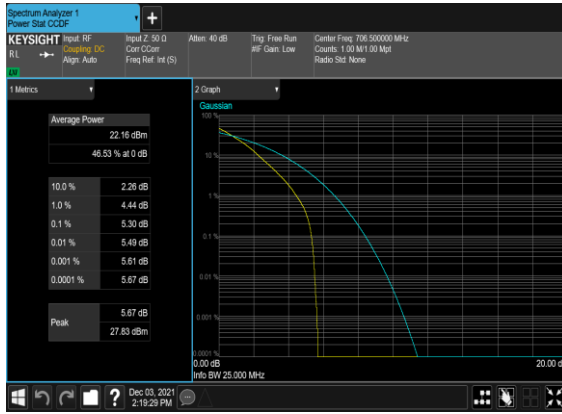 Spectrum Analyzer 1
Power Stat CCDF
+
KEYSIGHT
RL
LU
Input: RF
Coupling: DC
Align: Auto
Input Z: 50 Ω
Corr CCorr
Freq Ref: Int (S)
Atten: 40 dB
Trig: Free Run
#IF Gain: Low
Center Freq: 706.500000 MHz
Counts: 1.00 M/1.00 Mpt
Radio Std: None
1 Metrics
Average Power
22.16 dBm
46.53 % at 0 dB
10.0 % 2.26 dB
1.0 % 4.44 dB
0.1 % 5.30 dB
0.01 % 5.49 dB
0.001 % 5.61 dB
0.0001 % 5.67 dB
Peak
5.67 dB
27.83 dBm
2 Graph
Gaussian
100 %
10 %
1 %
0.1 %
0.01 %
0.001 %
0.0001 %
0.00 dB
20.00 d
Info BW 25.000 MHz
?
Dec 03, 2021
2:19:29 PM